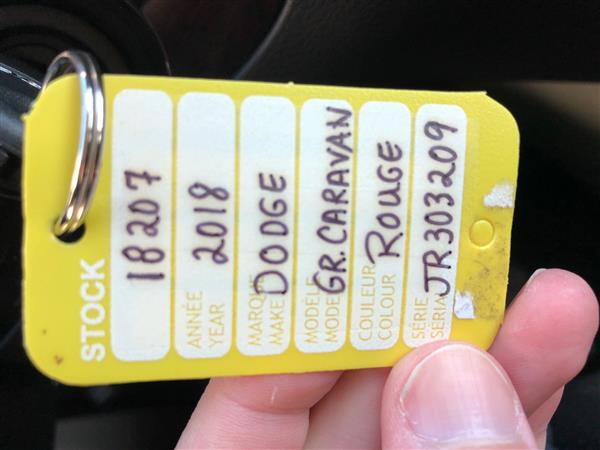 STOCK 18207
ANNÉE
YEAR 2018
MARQUE
MAKE DODGE
MODÈLE
MODEL GR. CARAVAN
COULEUR
COLOUR ROUGE
SÉRIE
SERIAL JR303209